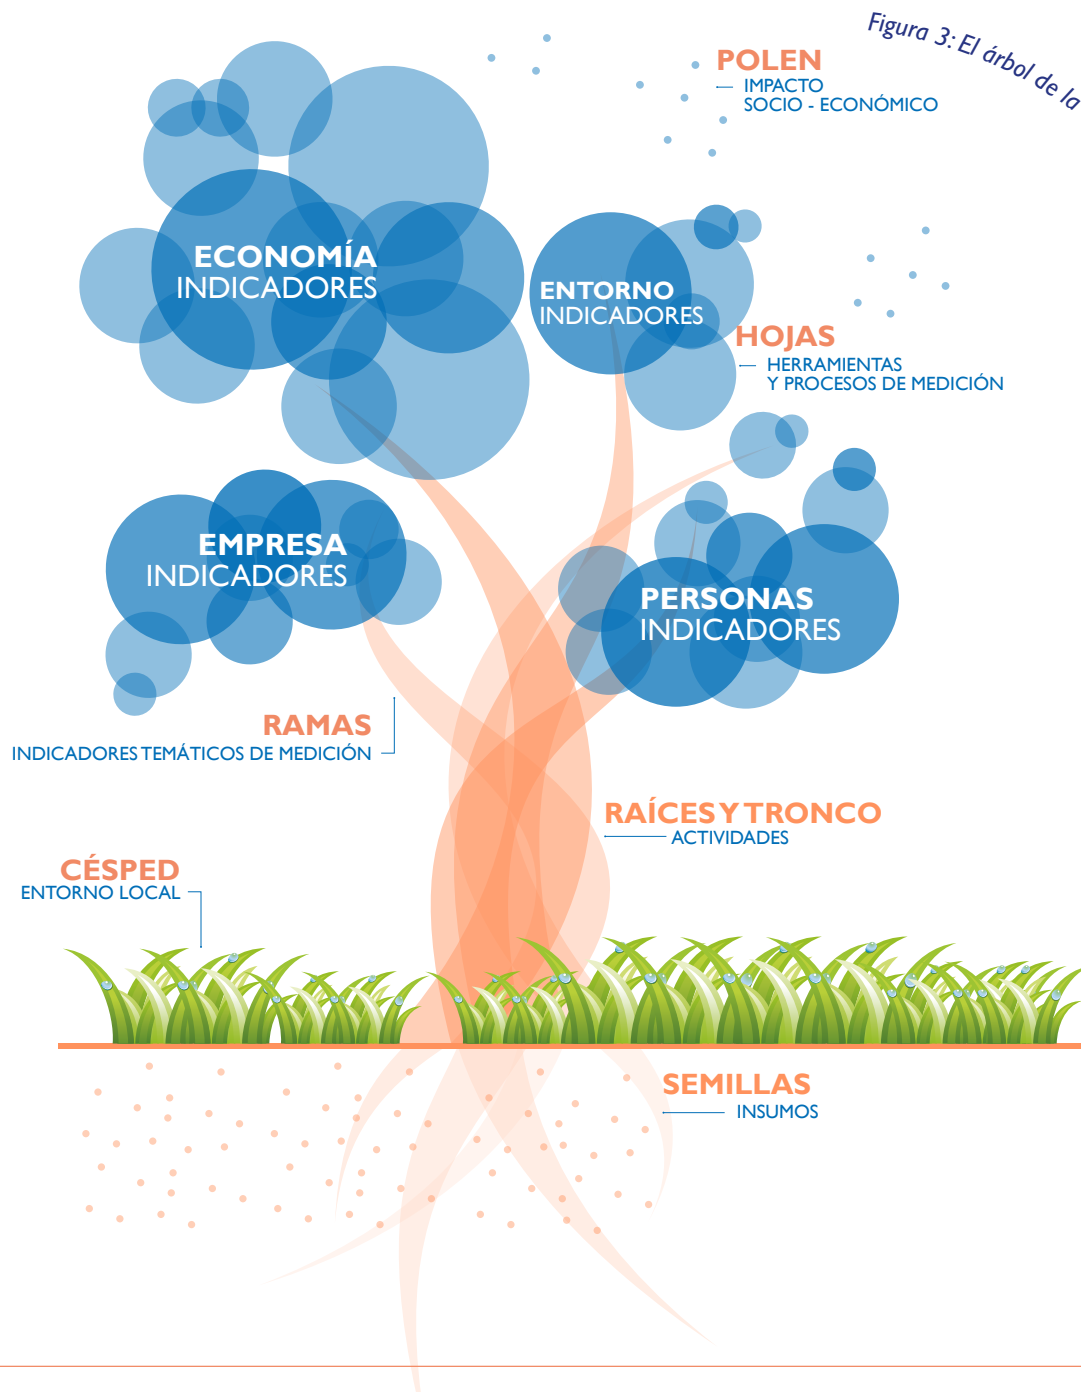 Figura 3: El árbol de la
POLEN
IMPACTO
SOCIO - ECONÓMICO
ECONOMÍA
INDICADORES
ENTORNO
INDICADORES
HOJAS
HERRAMIENTAS
Y PROCESOS DE MEDICIÓN
EMPRESA
INDICADORES
PERSONAS
INDICADORES
RAMAS
INDICADORES TEMÁTICOS DE MEDICIÓN
RAÍCES Y TRONCO
ACTIVIDADES
CÉSPED
ENTORNO LOCAL
SEMILLAS
INSUMOS